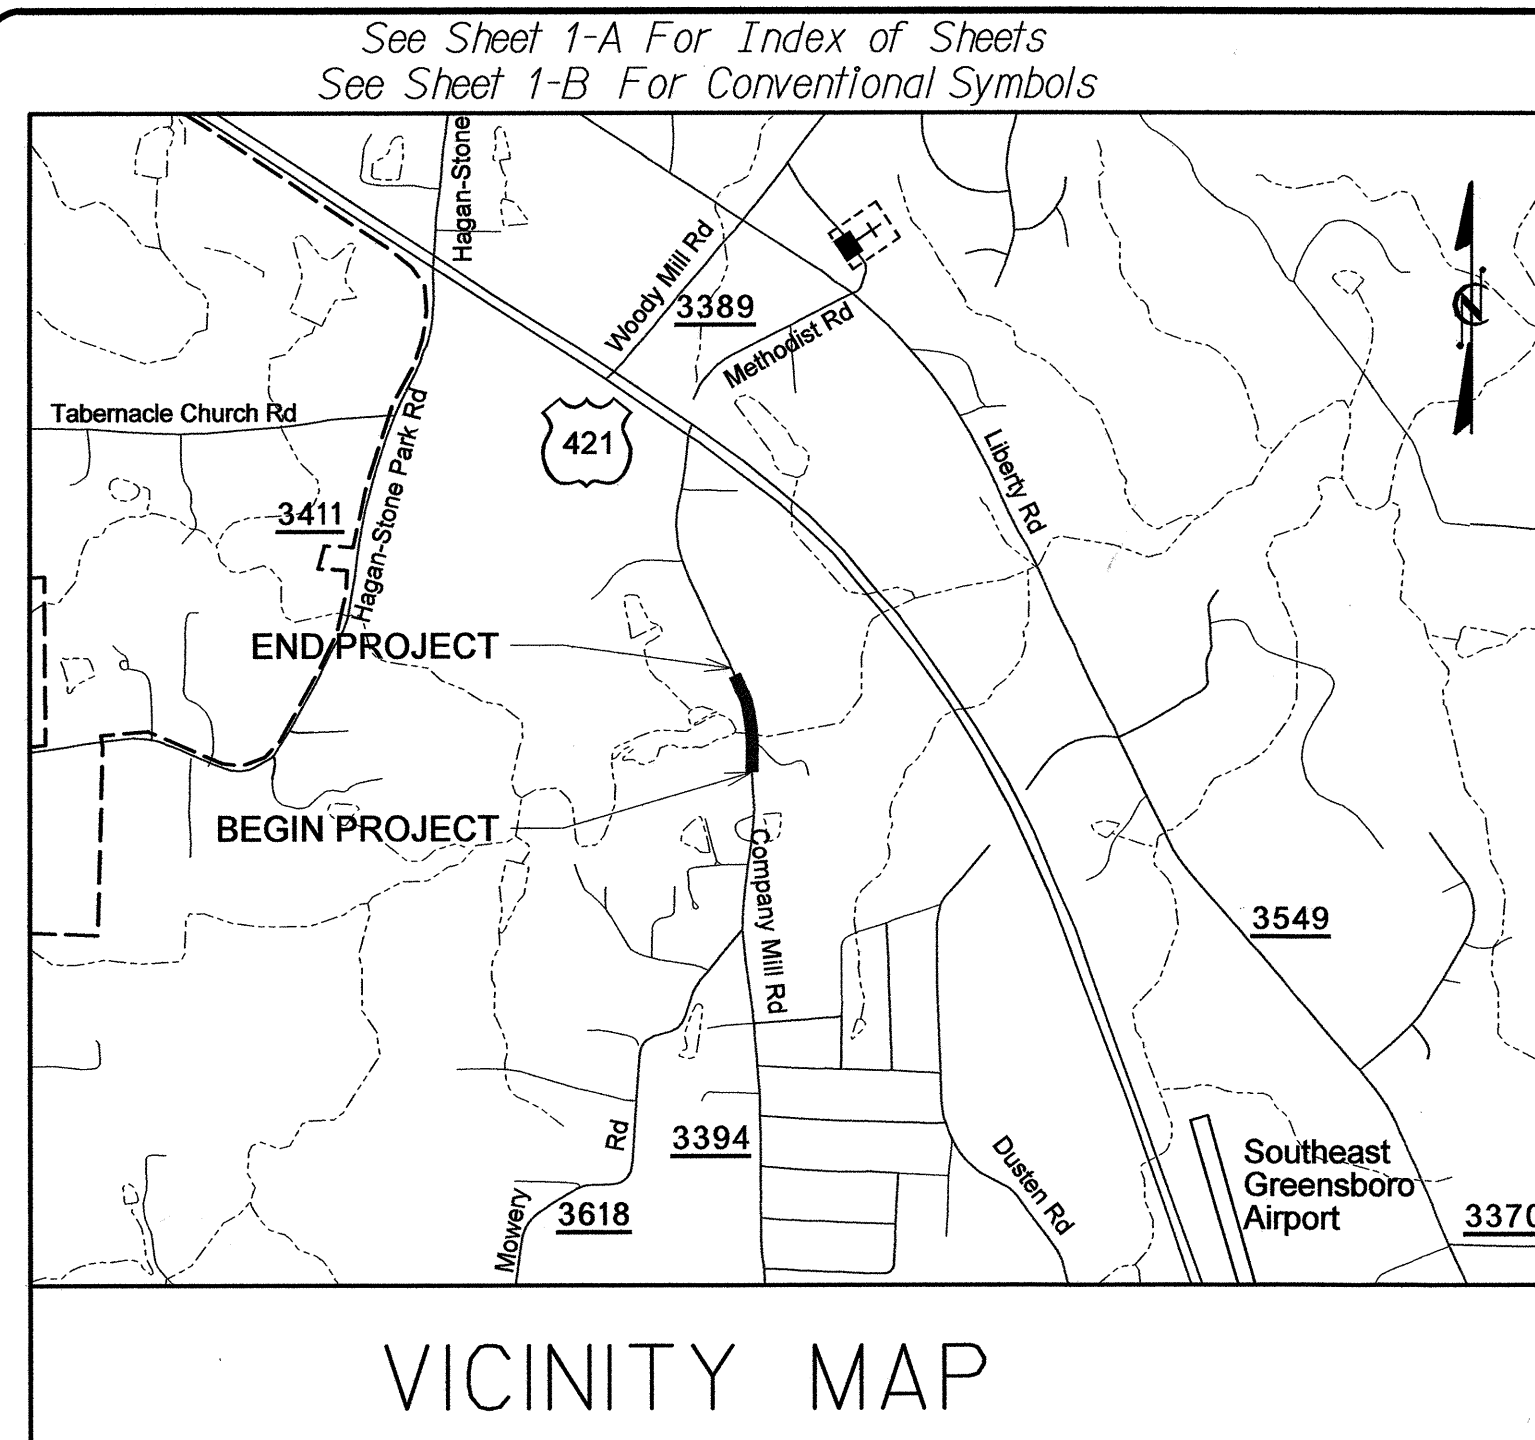 See Sheet 1-A For Index of Sheets
See Sheet 1-B For Conventional Symbols
Hagan-Stone
Woody Mill Rd
3389
Methodist Rd
Tabernacle Church Rd
421
Hagan-Stone Park Rd
Liberty Rd
3411
END PROJECT
BEGIN PROJECT
Company Mill Rd
3549
Rd
3394
Dusten Rd
Southeast
Greensboro
Airport
Mowery
3618
3370
N
VICINITY MAP